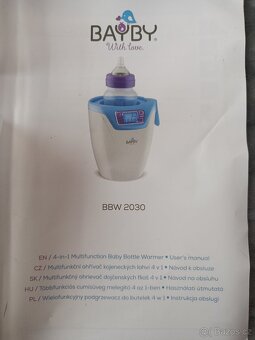 BAYBY®
With love.
BAYBY
BBW 2030
EN / 4-in-1 Multifunction Baby Bottle Warmer • User's manual
CZ / Multifunkční ohřívač kojeneckých lahví 4 v 1 • Návod k obsluze
SK / Multifunkčný ohrievač dojčenských fliaš 4 v 1 • Návod na obsluhu
HU / Többfunkciós cumisüveg melegítő 4 az 1-ben • Használati útmutató
PL / Wielofunkcyjny podgrzewacz do butelek 4 w 1 • Instrukcja obsługi
sbazar.cz